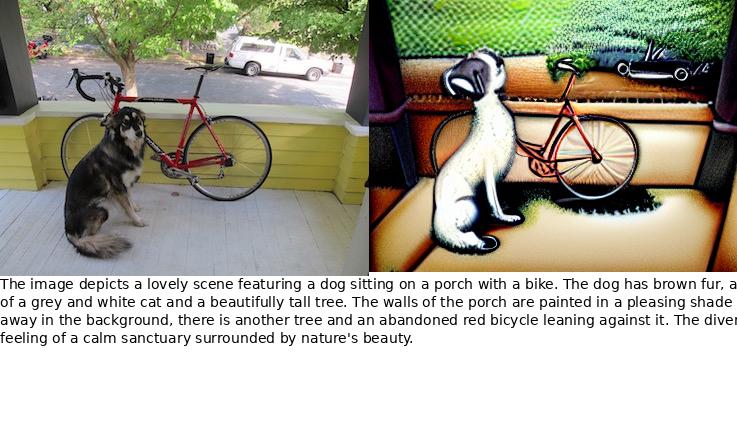 The image depicts a lovely scene featuring a dog sitting on a porch with a bike. The dog has brown fur, a
of a grey and white cat and a beautifully tall tree. The walls of the porch are painted in a pleasing shade
away in the background, there is another tree and an abandoned red bicycle leaning against it. The diver
feeling of a calm sanctuary surrounded by nature's beauty.